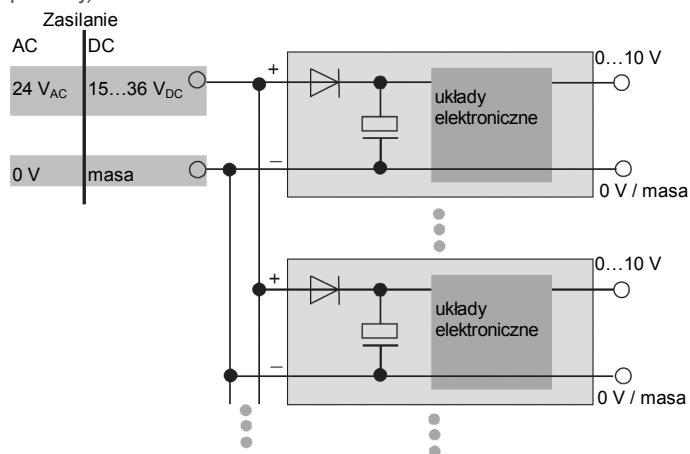 Zasilanie
AC DC
24 VAC 15…36 VDC
0 V masa
+
−
układy
elektroniczne
0…10 V
0 V / masa
+
−
układy
elektroniczne
0…10 V
0 V / masa